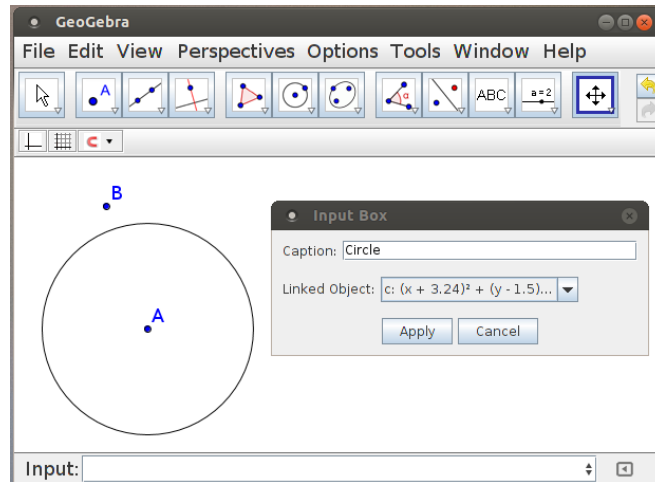 GeoGebra
File Edit View Perspectives Options Tools Window Help
A α ABC a=2
B
A
Input Box
Caption: Circle
Linked Object: c: (x + 3.24)² + (y - 1.5)...
Apply Cancel
Input: